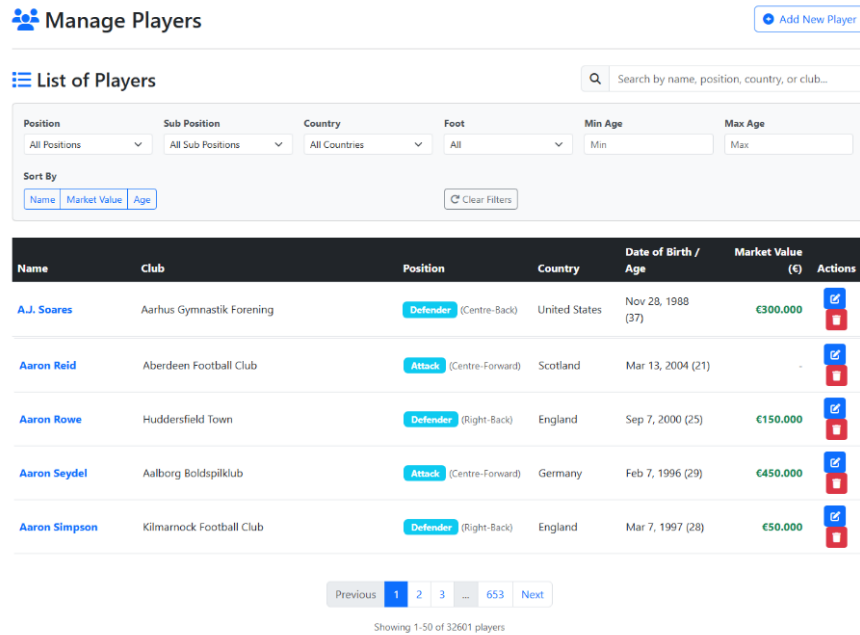 Manage Players
Add New Player
List of Players
Search by name, position, country, or club...
Position Sub Position Country Foot Min Age Max Age
All Positions All Sub Positions All Countries All Min Max
Sort By
Name Market Value Age Clear Filters
Name Club Position Country Date of Birth / Age Market Value (€) Actions
A.J. Soares Aarhus Gymnastik Forening Defender (Centre-Back) United States Nov 28, 1988 (37) €300.000
Aaron Reid Aberdeen Football Club Attack (Centre-Forward) Scotland Mar 13, 2004 (21) -
Aaron Rowe Huddersfield Town Defender (Right-Back) England Sep 7, 2000 (25) €150.000
Aaron Seydel Aalborg Boldspilklub Attack (Centre-Forward) Germany Feb 7, 1996 (29) €450.000
Aaron Simpson Kilmarnock Football Club Defender (Right-Back) England Mar 7, 1997 (28) €50.000
Previous 1 2 3 ... 653 Next
Showing 1-50 of 32601 players